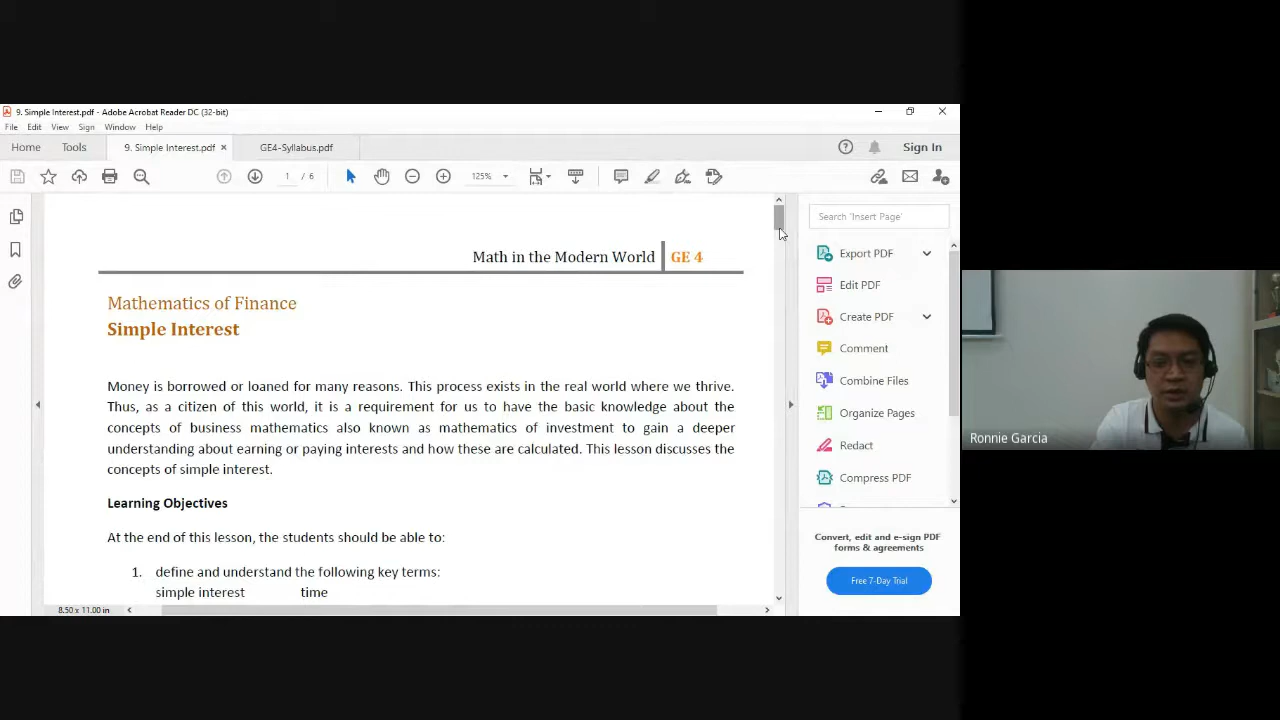 9. Simple Interest.pdf - Adobe Acrobat Reader DC (32-bit)
File Edit View Sign Window Help
Home Tools 9. Simple Interest.pdf × GE4-Syllabus.pdf Sign In
1 / 6 125%
Math in the Modern World GE 4
Mathematics of Finance
Simple Interest
Money is borrowed or loaned for many reasons. This process exists in the real world where we thrive.
Thus, as a citizen of this world, it is a requirement for us to have the basic knowledge about the
concepts of business mathematics also known as mathematics of investment to gain a deeper
understanding about earning or paying interests and how these are calculated. This lesson discusses the
concepts of simple interest.
Learning Objectives
At the end of this lesson, the students should be able to:
1. define and understand the following key terms:
simple interest time
8.50 x 11.00 in
Search 'Insert Page'
Export PDF
Edit PDF
Create PDF
Comment
Combine Files
Organize Pages
Redact
Compress PDF
Convert, edit and e-sign PDF
forms & agreements
Free 7-Day Trial
Ronnie Garcia